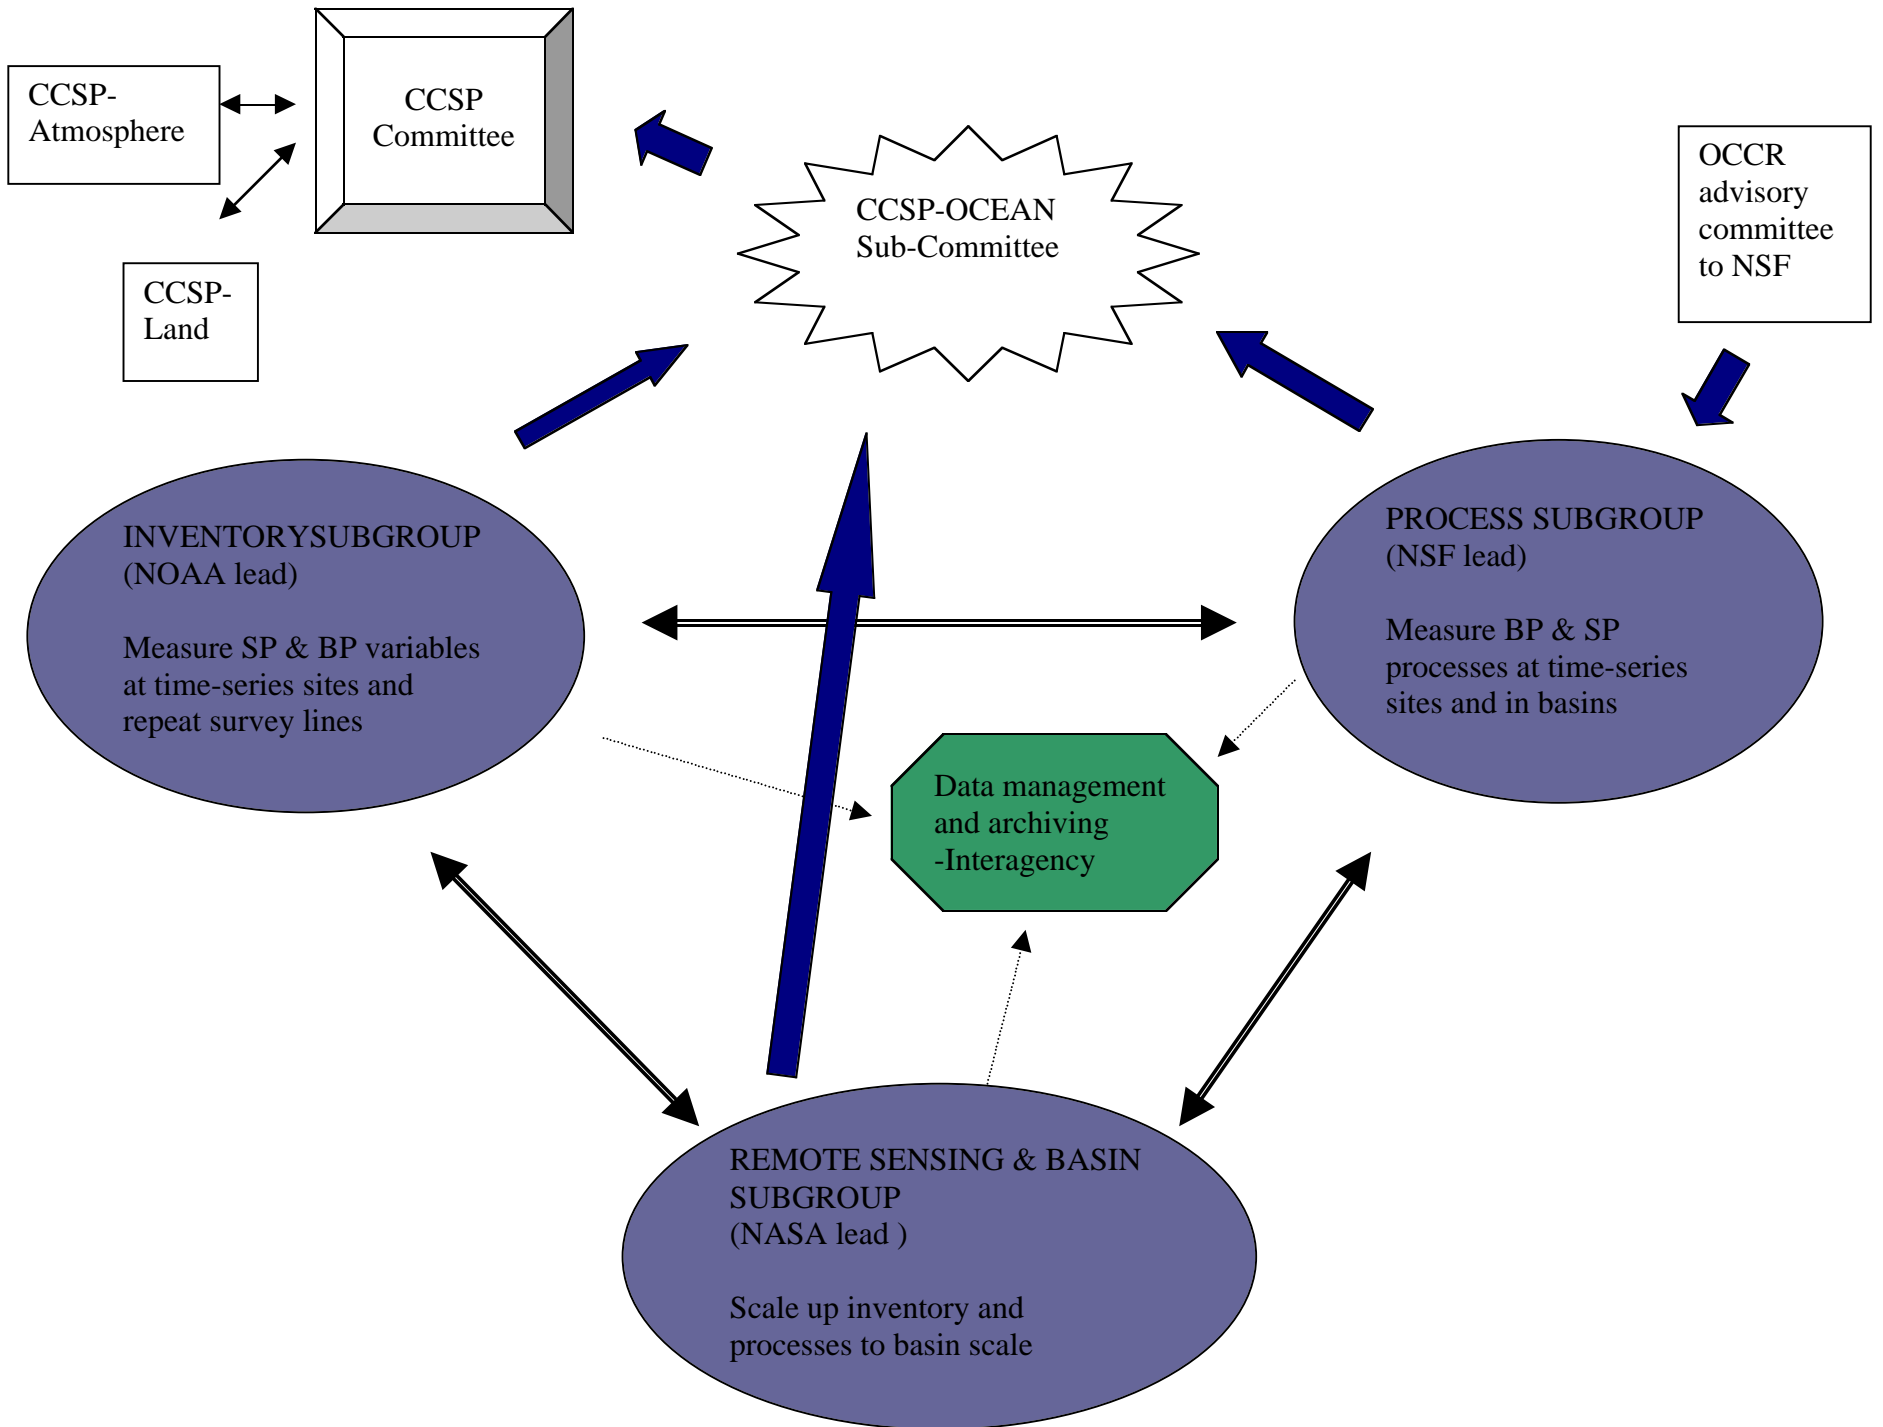 CCSP-
Atmosphere
CCSP
Committee
CCSP-
Land
CCSP-OCEAN
Sub-Committee
OCCR
advisory
committee
to NSF
INVENTORYSUBGROUP
(NOAA lead)
Measure SP & BP variables
at time-series sites and
repeat survey lines
PROCESS SUBGROUP
(NSF lead)
Measure BP & SP
processes at time-series
sites and in basins
Data management
and archiving
-Interagency
REMOTE SENSING & BASIN
SUBGROUP
(NASA lead )
Scale up inventory and
processes to basin scale